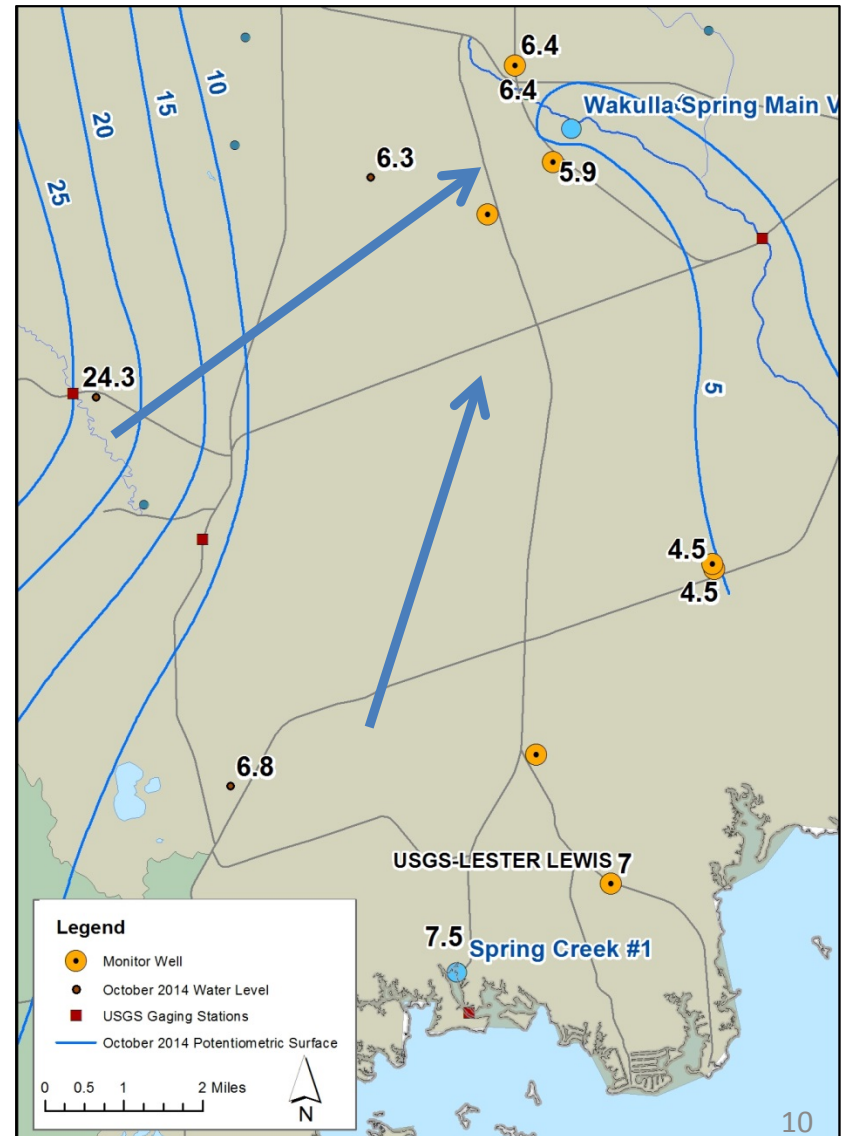 6.4
6.4
Wakulla Spring Main V
10
15
20
25
6.3
5.9
24.3
5
4.5
4.5
6.8
USGS-LESTER LEWIS 7
7.5
Spring Creek #1
Legend
Monitor Well
October 2014 Water Level
USGS Gaging Stations
October 2014 Potentiometric Surface
0 0.5 1 2 Miles
N
10